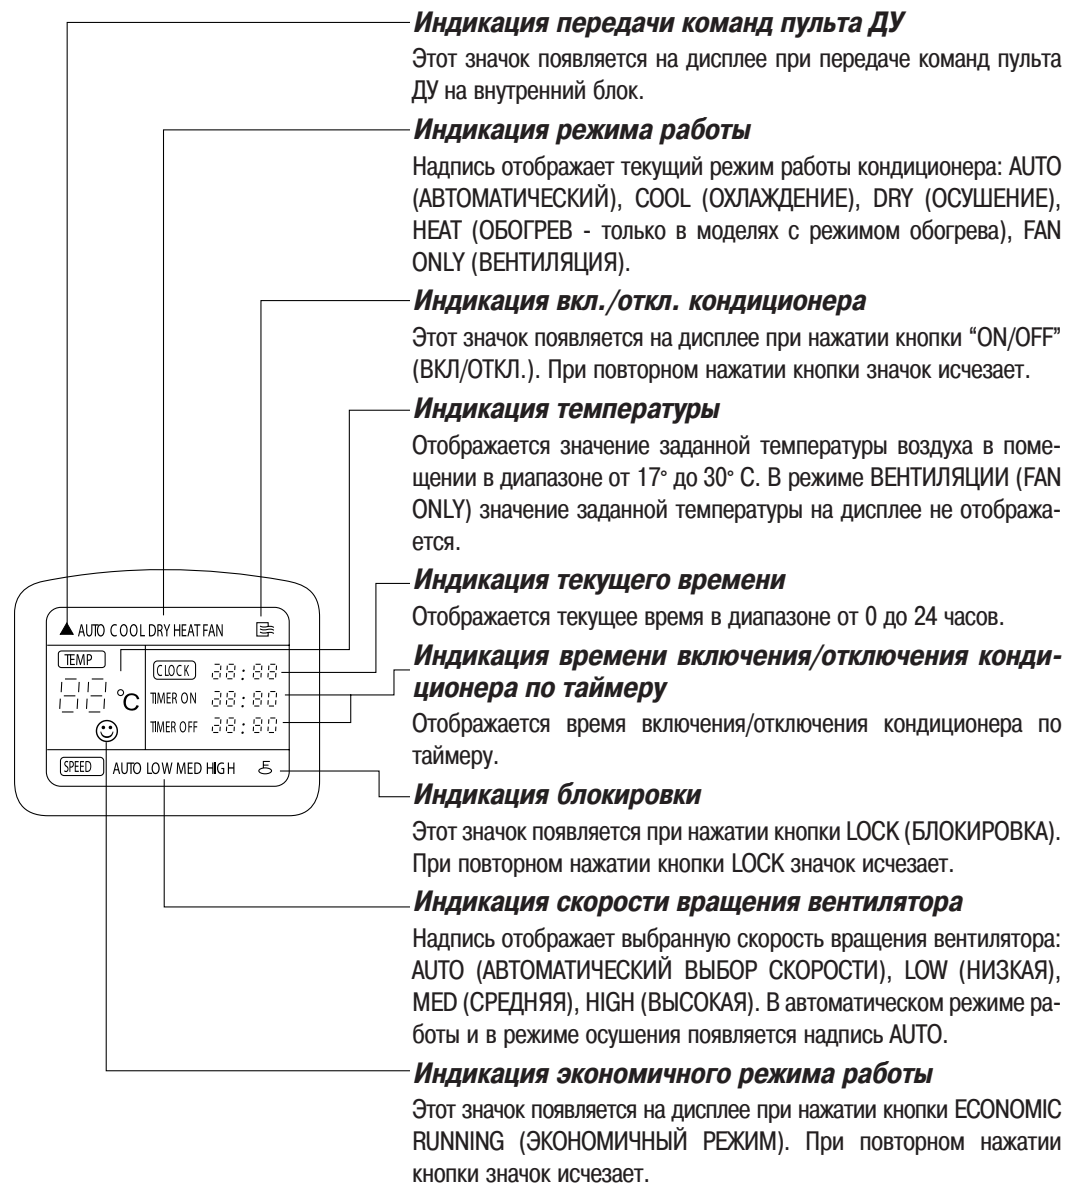 Индикация передачи команд пульта ДУ
Этот значок появляется на дисплее при передаче команд пульта
ДУ на внутренний блок.
Индикация режима работы
Надпись отображает текущий режим работы кондиционера: AUTO
(АВТОМАТИЧЕСКИЙ), COOL (ОХЛАЖДЕНИЕ), DRY (ОСУШЕНИЕ),
HEAT (ОБОГРЕВ - только в моделях с режимом обогрева), FAN
ONLY (ВЕНТИЛЯЦИЯ).
Индикация вкл./откл. кондиционера
Этот значок появляется на дисплее при нажатии кнопки “ON/OFF”
(ВКЛ/ОТКЛ.). При повторном нажатии кнопки значок исчезает.
Индикация температуры
Отображается значение заданной температуры воздуха в поме-
щении в диапазоне от 17° до 30° С. В режиме ВЕНТИЛЯЦИИ (FAN
ONLY) значение заданной температуры на дисплее не отобража-
ется.
Индикация текущего времени
Отображается текущее время в диапазоне от 0 до 24 часов.
Индикация времени включения/отключения конди-
ционера по таймеру
Отображается время включения/отключения кондиционера по
таймеру.
Индикация блокировки
Этот значок появляется при нажатии кнопки LOCK (БЛОКИРОВКА).
При повторном нажатии кнопки LOCK значок исчезает.
Индикация скорости вращения вентилятора
Надпись отображает выбранную скорость вращения вентилятора:
AUTO (АВТОМАТИЧЕСКИЙ ВЫБОР СКОРОСТИ), LOW (НИЗКАЯ),
MED (СРЕДНЯЯ), HIGH (ВЫСОКАЯ). В автоматическом режиме ра-
боты и в режиме осушения появляется надпись AUTO.
Индикация экономичного режима работы
Этот значок появляется на дисплее при нажатии кнопки ECONOMIC
RUNNING (ЭКОНОМИЧНЫЙ РЕЖИМ). При повторном нажатии
кнопки значок исчезает.
AUTO COOL DRY HEAT FAN
TEMP
88 °C
CLOCK 28:88
TIMER ON 28:80
TIMER OFF 28:80
SPEED AUTO LOW MED HIGH